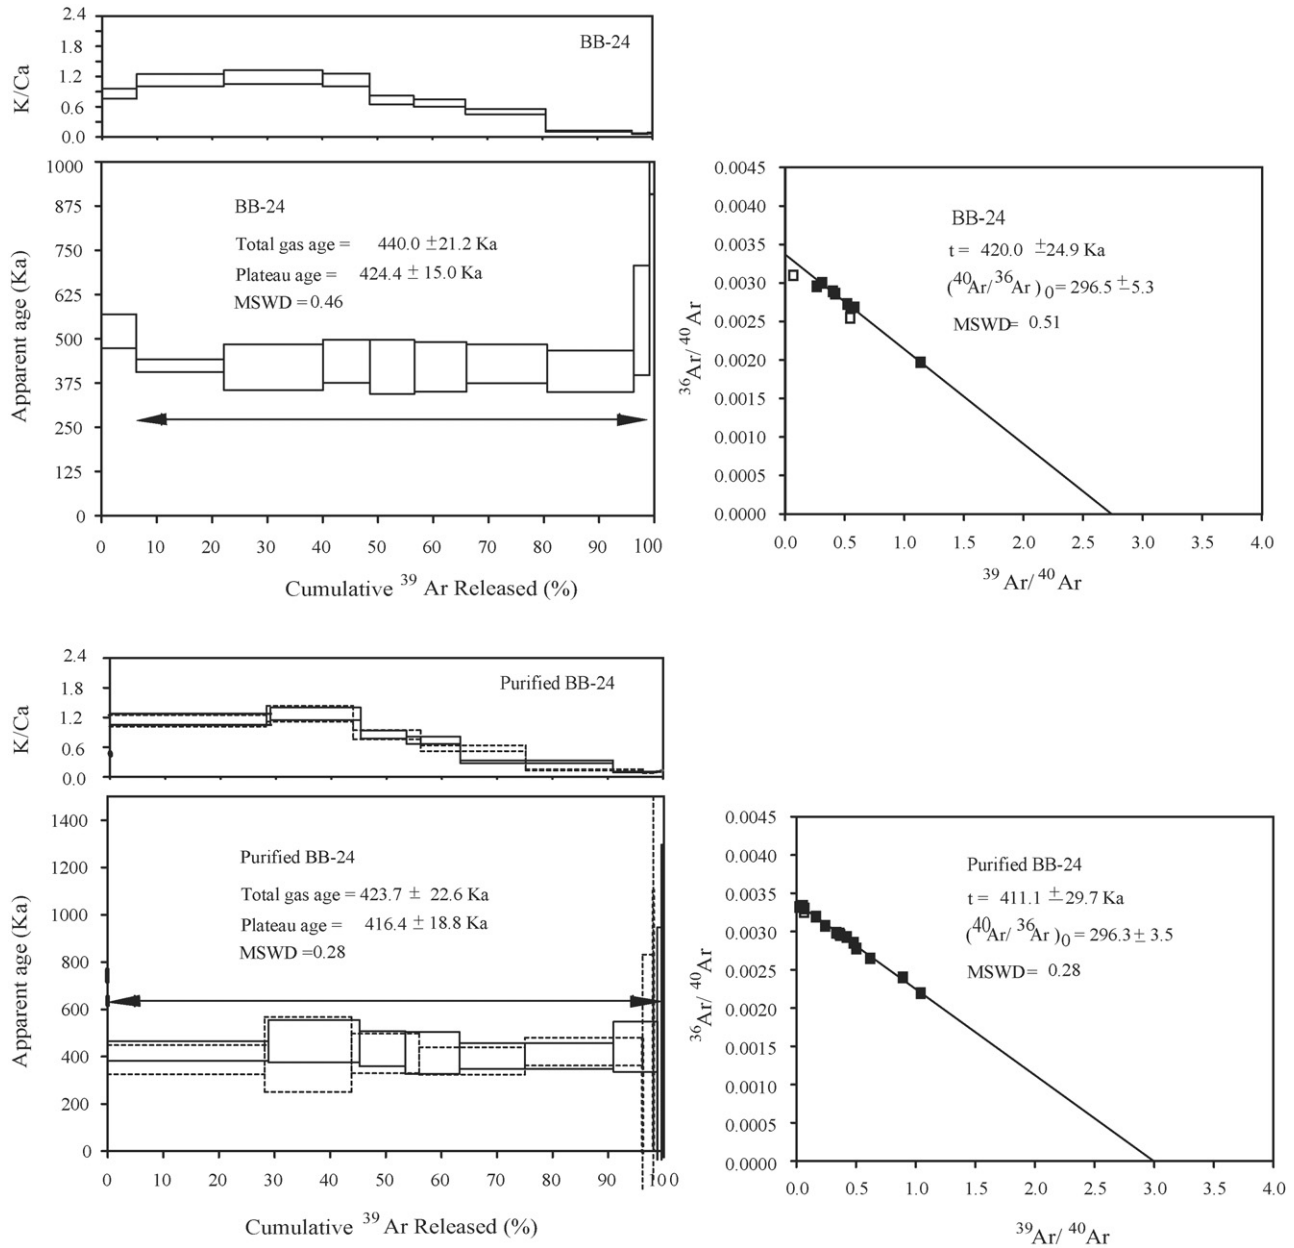 2.4
1.8
1.2
0.6
0.0
K/Ca
BB-24
1000
875
750
625
500
375
250
125
0
Apparent age (Ka)
BB-24
Total gas age = 440.0 ±21.2 Ka
Plateau age = 424.4 ± 15.0 Ka
MSWD = 0.46
0 10 20 30 40 50 60 70 80 90 100
Cumulative 39 Ar Released (%)
0.0045
0.0040
0.0035
0.0030
0.0025
0.0020
0.0015
0.0010
0.0005
0.0000
36Ar/40Ar
BB-24
t = 420.0 ±24.9 Ka
(40Ar/36Ar)0 = 296.5 ±5.3
MSWD= 0.51
0.0 0.5 1.0 1.5 2.0 2.5 3.0 3.5 4.0
39 Ar/ 40 Ar
2.4
1.8
1.2
0.6
0.0
K/Ca
Purified BB-24
1400
1200
1000
800
600
400
200
0
Apparent age (Ka)
Purified BB-24
Total gas age = 423.7 ± 22.6 Ka
Plateau age = 416.4 ± 18.8 Ka
MSWD =0.28
0 10 20 30 40 50 60 70 80 90 100
Cumulative 39 Ar Released (%)
0.0045
0.0040
0.0035
0.0030
0.0025
0.0020
0.0015
0.0010
0.0005
0.0000
36Ar/ 40Ar
Purified BB-24
t = 411.1 ±29.7 Ka
(40Ar/ 36Ar)0 = 296.3 ± 3.5
MSWD= 0.28
0.0 0.5 1.0 1.5 2.0 2.5 3.0 3.5 4.0
39Ar/ 40Ar